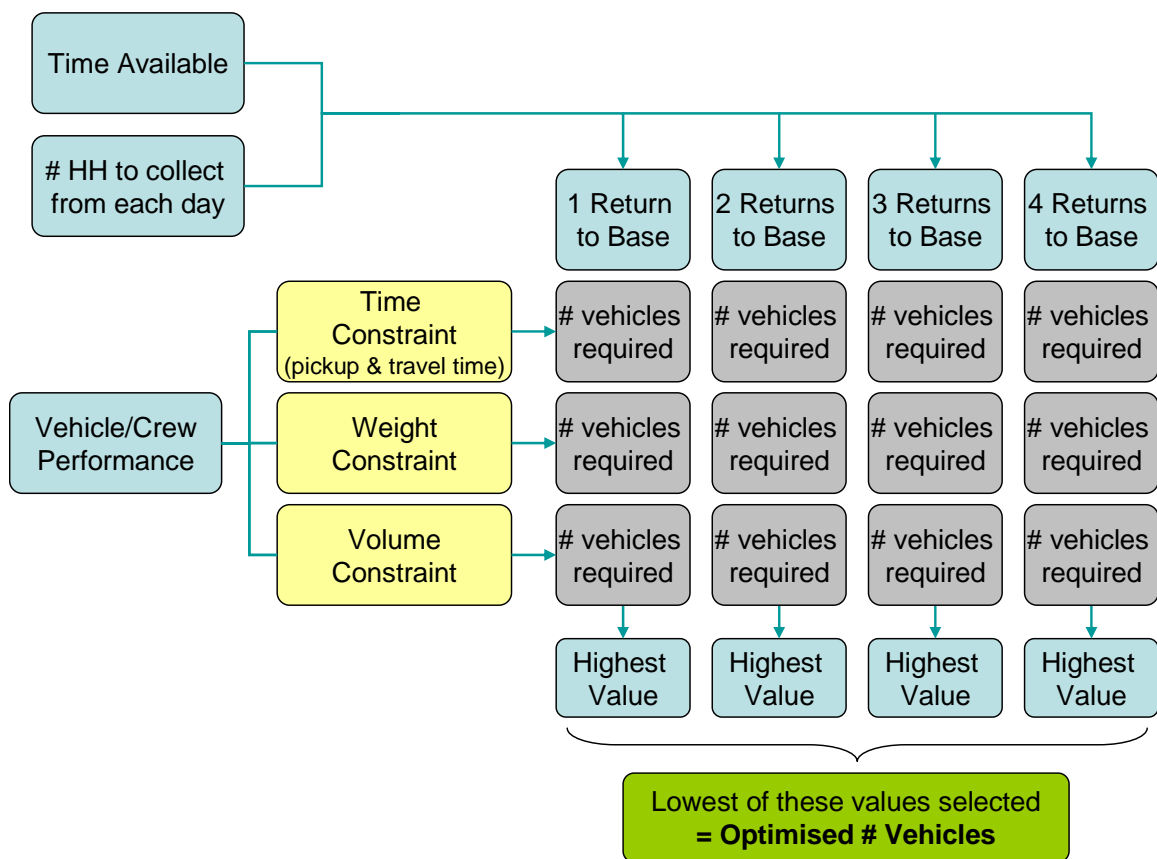 Time Available
# HH to collect
from each day
1 Return
to Base
2 Returns
to Base
3 Returns
to Base
4 Returns
to Base
Time
Constraint
(pickup & travel time)
# vehicles
required
# vehicles
required
# vehicles
required
# vehicles
required
Vehicle/Crew
Performance
Weight
Constraint
# vehicles
required
# vehicles
required
# vehicles
required
# vehicles
required
Volume
Constraint
# vehicles
required
# vehicles
required
# vehicles
required
# vehicles
required
Highest
Value
Highest
Value
Highest
Value
Highest
Value
Lowest of these values selected
= Optimised # Vehicles